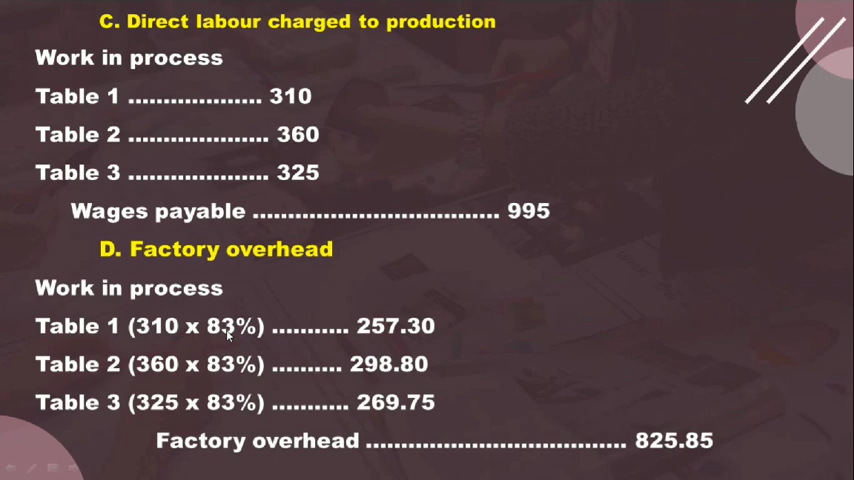 C. Direct labour charged to production
Work in process
Table 1 ................... 310
Table 2 .................... 360
Table 3 .................... 325
Wages payable ................................... 995
D. Factory overhead
Work in process
Table 1 (310 x 83%) ........... 257.30
Table 2 (360 x 83%) .......... 298.80
Table 3 (325 x 83%) ........... 269.75
Factory overhead ..................................... 825.85